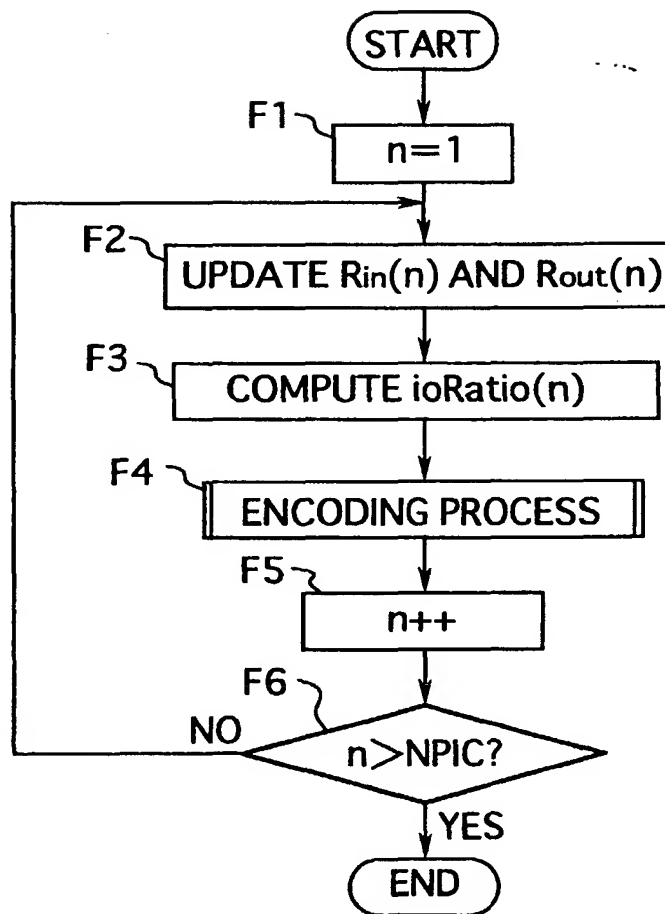 START
F1
n=1
F2
UPDATE Rin(n) AND Rout(n)
F3
COMPUTE ioRatio(n)
F4
ENCODING PROCESS
F5
n++
F6
NO
n>NPIC?
YES
END